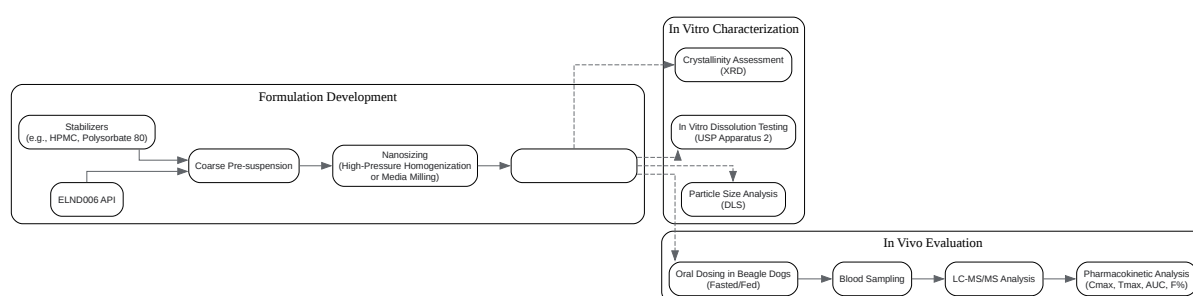 In Vitro Characterization
Crystallinity Assessment
(XRD)
Formulation Development
Stabilizers
(e.g., HPMC, Polysorbate 80)
In Vitro Dissolution Testing
(USP Apparatus 2)
Coarse Pre-suspension
Nanosizing
(High-Pressure Homogenization
or Media Milling)
ELND006 API
Particle Size Analysis
(DLS)
In Vivo Evaluation
Oral Dosing in Beagle Dogs
(Fasted/Fed)
Blood Sampling
LC-MS/MS Analysis
Pharmacokinetic Analysis
(Cmax, Tmax, AUC, F%)